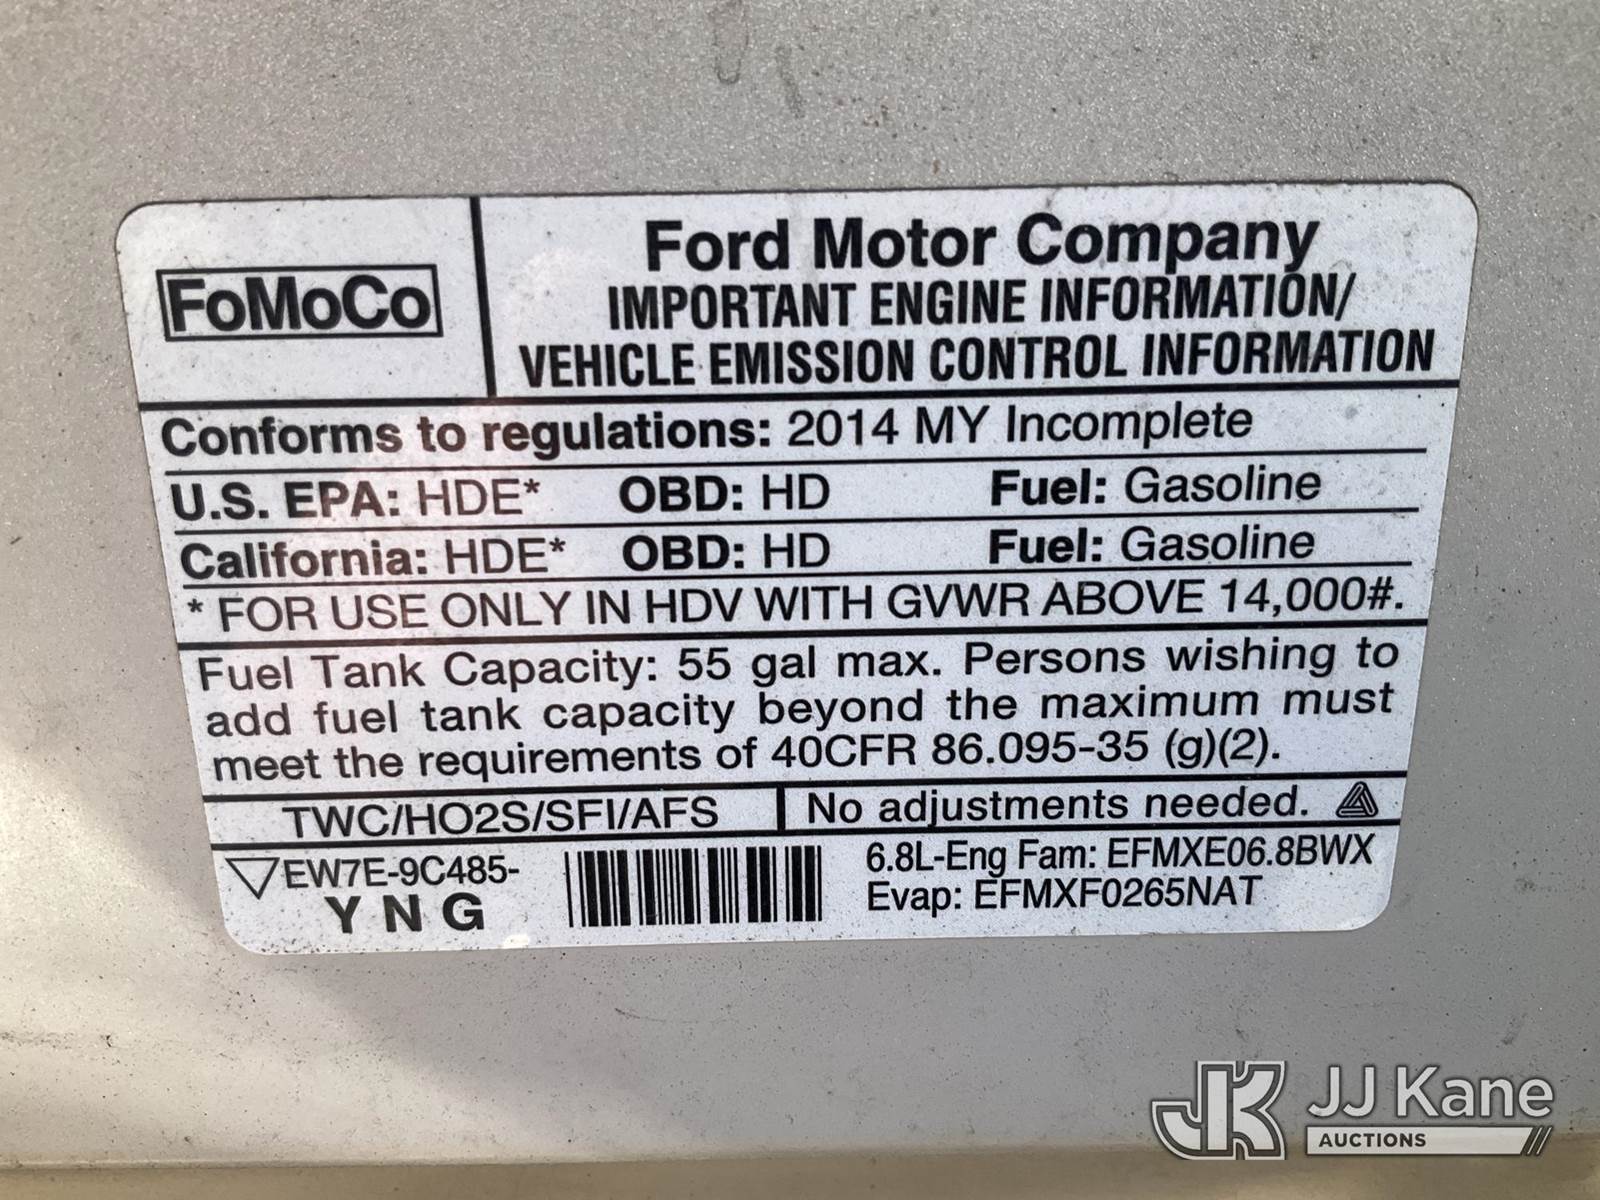 FoMoCo
Ford Motor Company
IMPORTANT ENGINE INFORMATION/
VEHICLE EMISSION CONTROL INFORMATION
Conforms to regulations: 2014 MY Incomplete
U.S. EPA: HDE* OBD: HD Fuel: Gasoline
California: HDE* OBD: HD Fuel: Gasoline
* FOR USE ONLY IN HDV WITH GVWR ABOVE 14,000#.
Fuel Tank Capacity: 55 gal max. Persons wishing to
add fuel tank capacity beyond the maximum must
meet the requirements of 40CFR 86.095-35 (g)(2).
TWC/HO2S/SFI/AFS No adjustments needed.
EW7E-9C485-
Y N G
6.8L-Eng Fam: EFMXE06.8BWX
Evap: EFMXF0265NAT
JK JJ Kane
AUCTIONS